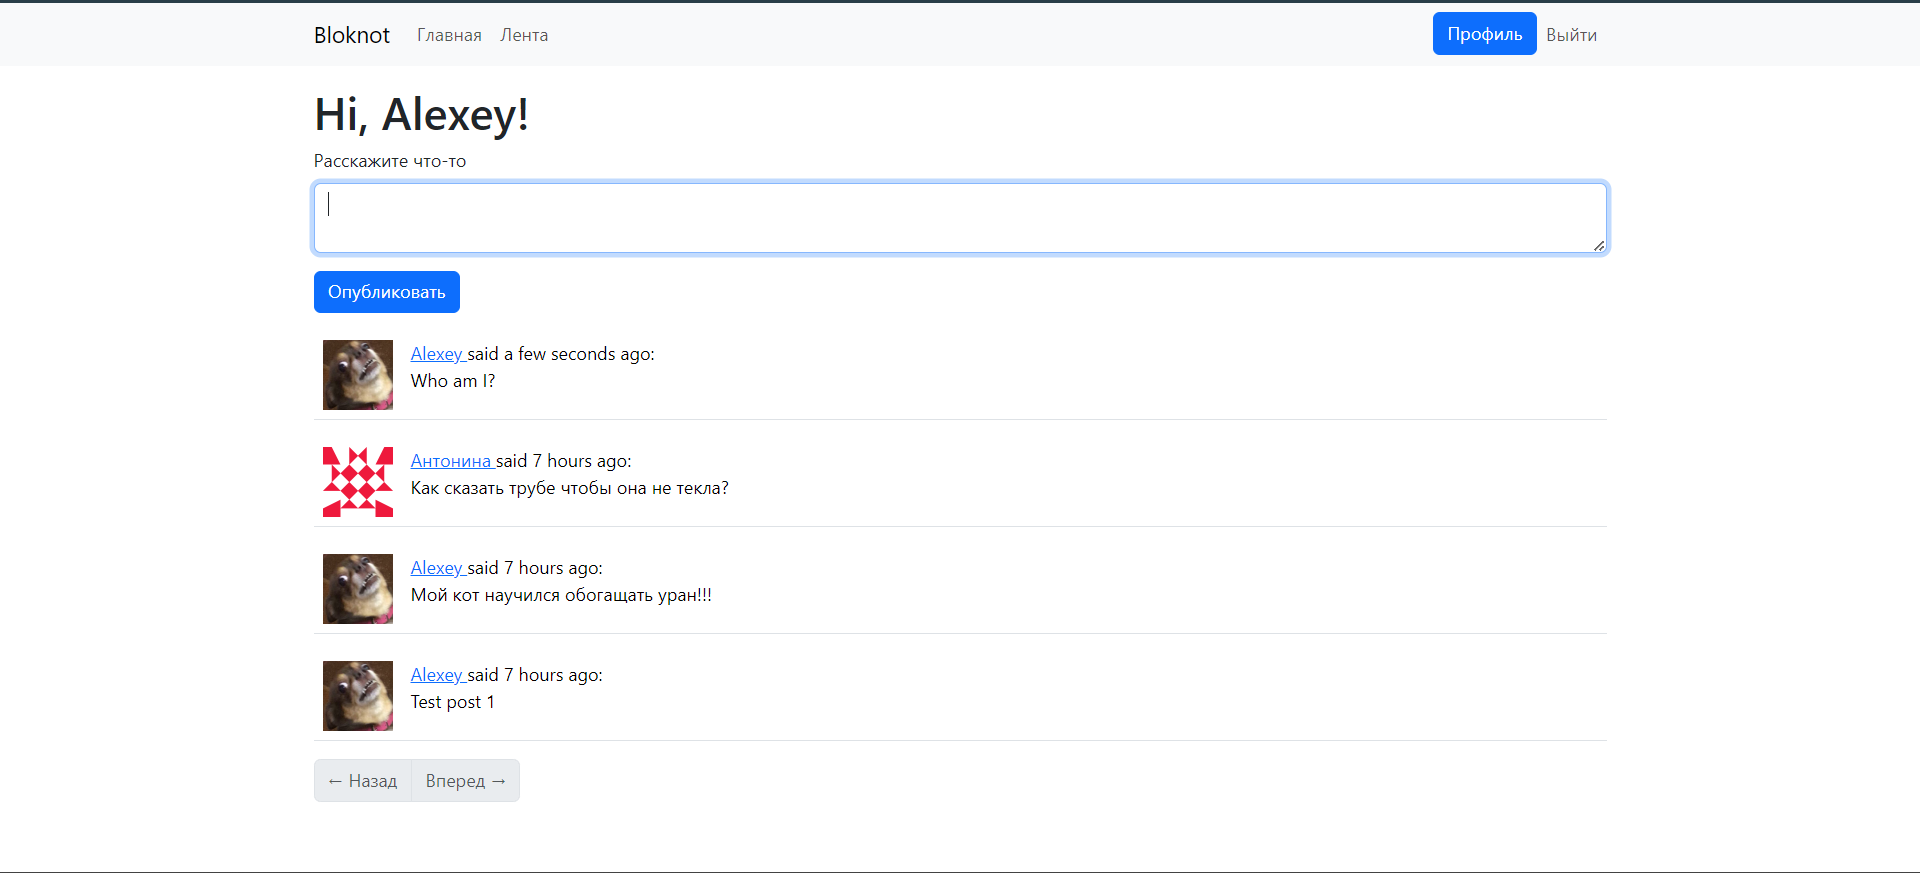 Bloknot Главная Лента Профиль Выйти
Hi, Alexey!
Расскажите что-то
Опубликовать
Alexey said a few seconds ago:
Who am I?
Антонина said 7 hours ago:
Как сказать трубе чтобы она не текла?
Alexey said 7 hours ago:
Мой кот научился обогащать уран!!!
Alexey said 7 hours ago:
Test post 1
← Назад Вперед →